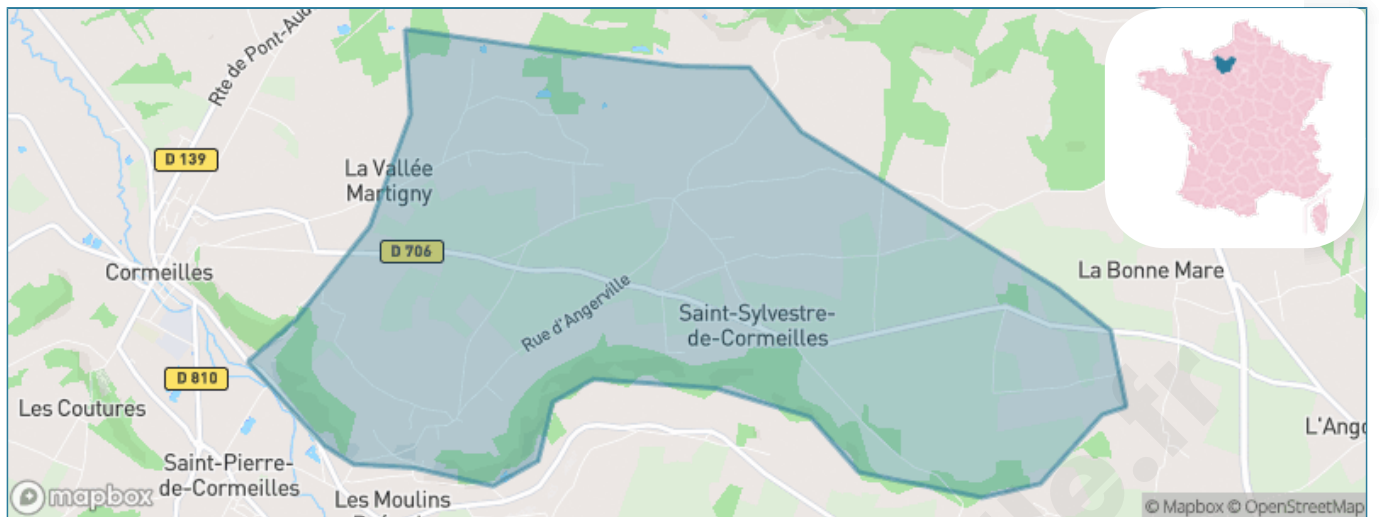 Rte de Pont-Aud
D 139
La Vallée
Martigny
D 706
Cormeilles
La Bonne Mare
Rue d'Angerville
Saint-Sylvestre-
de-Cormeilles
D 810
Les Coutures
L'Ango
Saint-Pierre-
de-Cormeilles
Les Moulins
mapbox
© Mapbox © OpenStreetMap